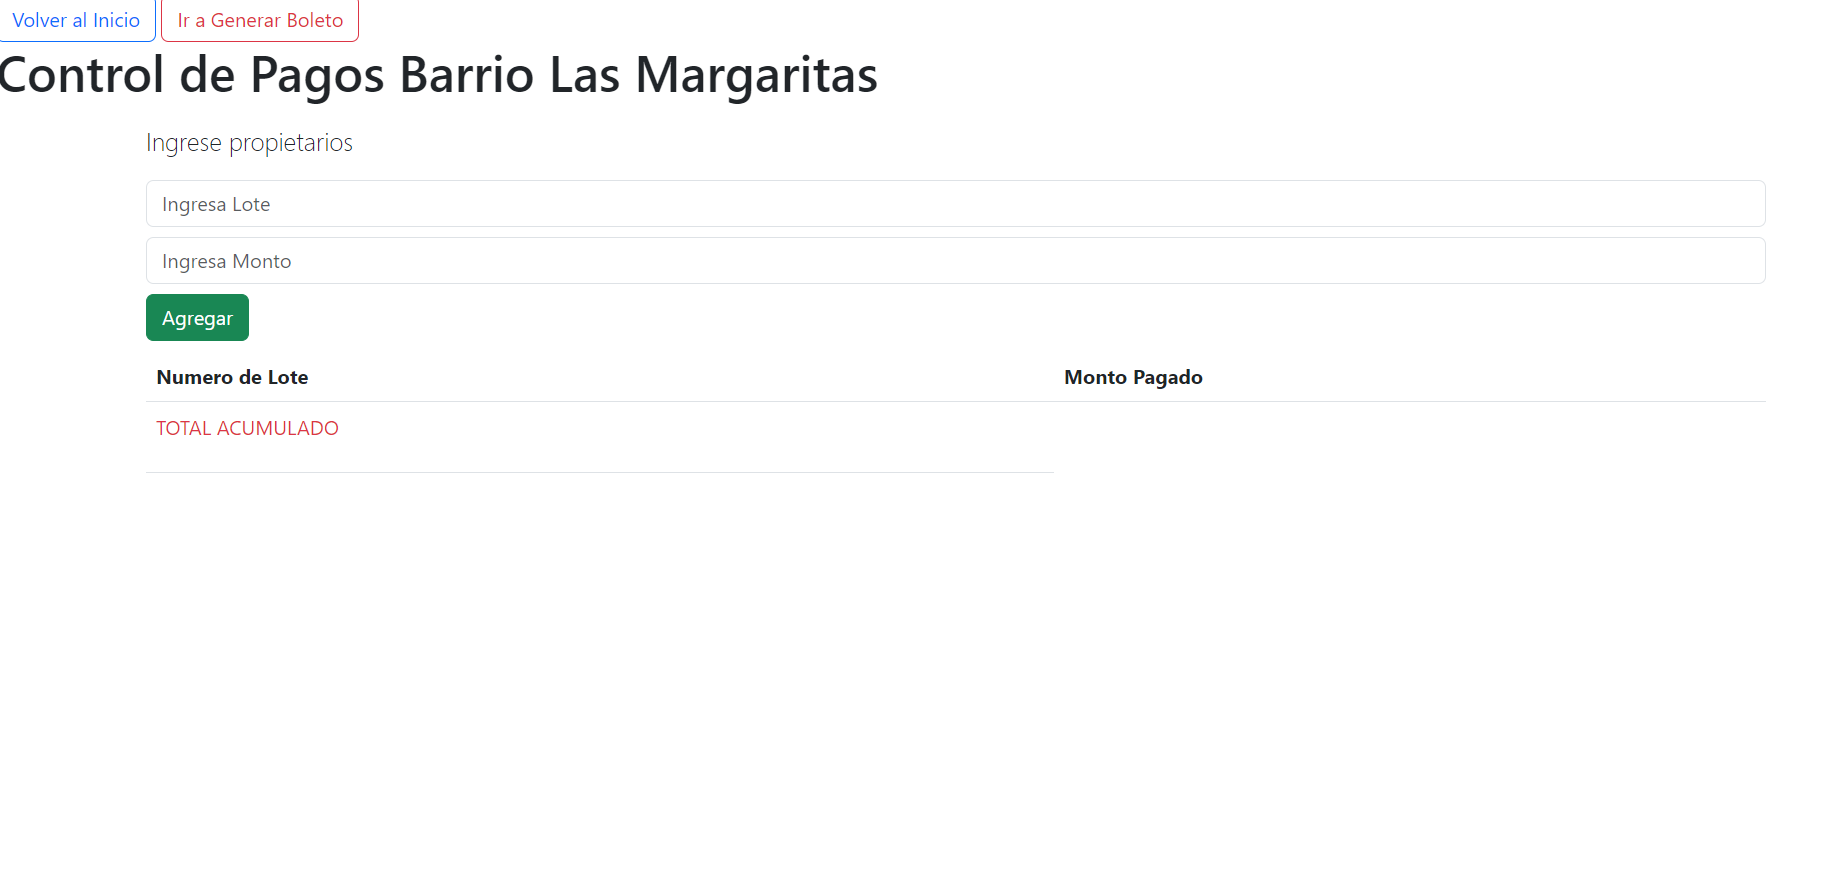 Volver al Inicio Ir a Generar Boleto
Control de Pagos Barrio Las Margaritas
Ingrese propietarios
Ingresa Lote
Ingresa Monto
Agregar
Numero de Lote Monto Pagado
TOTAL ACUMULADO